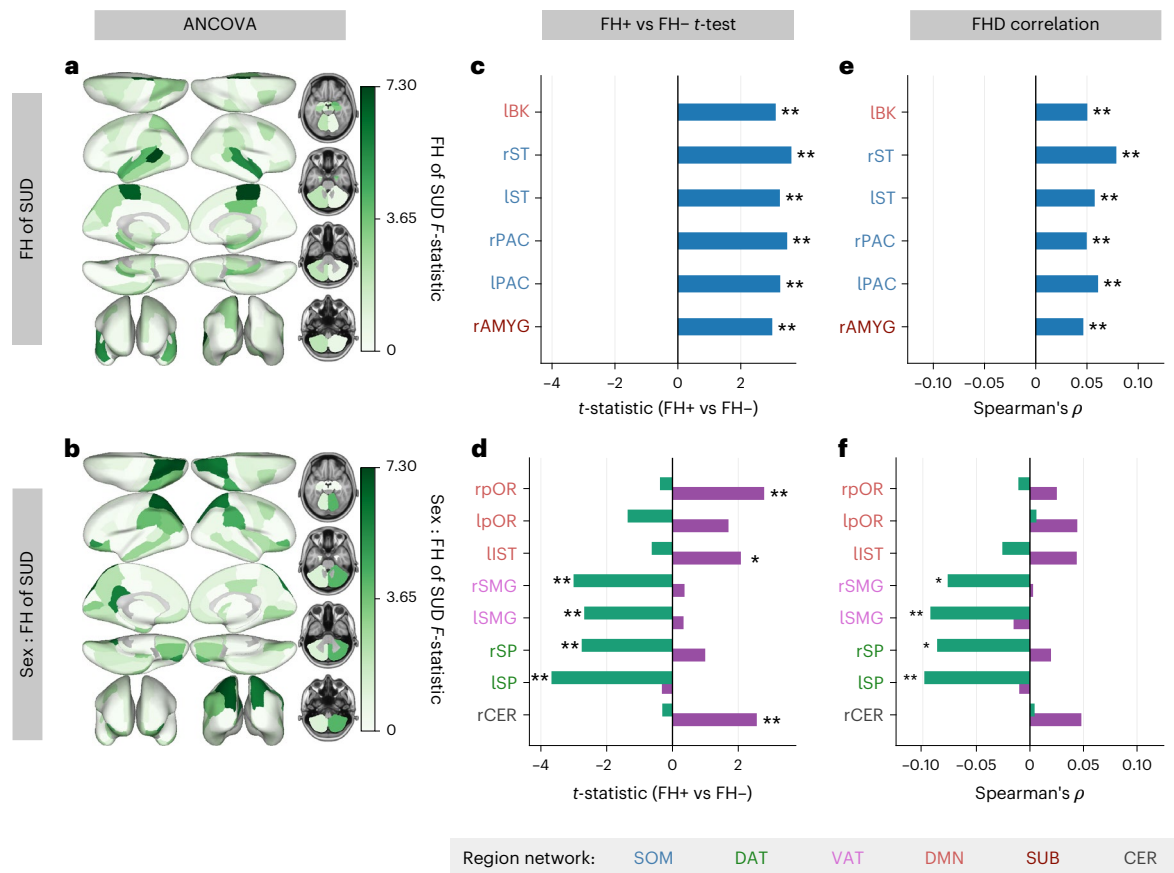 ANCOVA
FH+ vs FH– t-test
FHD correlation
FH of SUD
a
7.30
3.65
0
FH of SUD F-statistic
c
lBK
rST
lST
rPAC
lPAC
rAMYG
**
**
**
**
**
**
–4 –2 0 2
t-statistic (FH+ vs FH–)
e
lBK
rST
lST
rPAC
lPAC
rAMYG
**
**
**
**
**
**
–0.10 –0.05 0 0.05 0.10
Spearman's ρ
Sex : FH of SUD
b
7.30
3.65
0
Sex : FH of SUD F-statistic
d
rpOR
lpOR
lIST
rSMG
lSMG
rSP
lSP
rCER
**
*
**
**
**
**
**
–4 –2 0 2
t-statistic (FH+ vs FH–)
f
rpOR
lpOR
lIST
rSMG
lSMG
rSP
lSP
rCER
*
**
*
**
–0.10 –0.05 0 0.05 0.10
Spearman's ρ
Region network: SOM DAT VAT DMN SUB CER